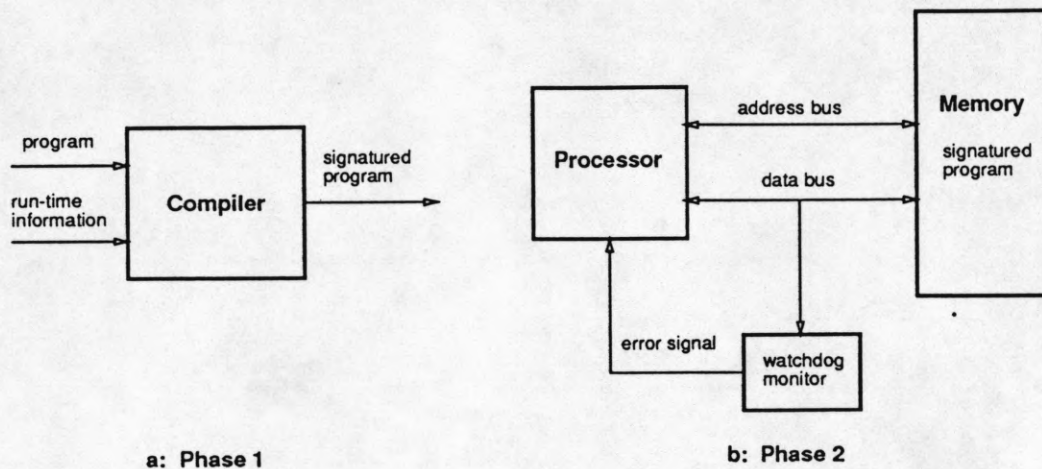 program
run-time
information
Compiler
signatured
program
a: Phase 1
Processor
address bus
data bus
Memory
signatured
program
error signal
watchdog
monitor
b: Phase 2